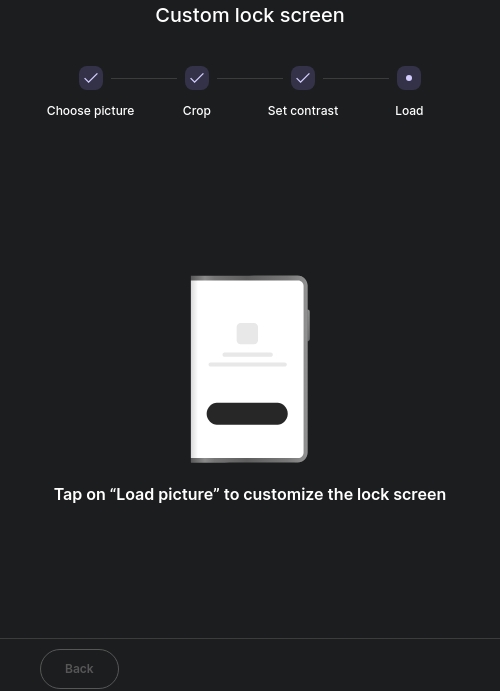 Custom lock screen
Choose picture
Crop
Set contrast
Load
Tap on “Load picture” to customize the lock screen
Back